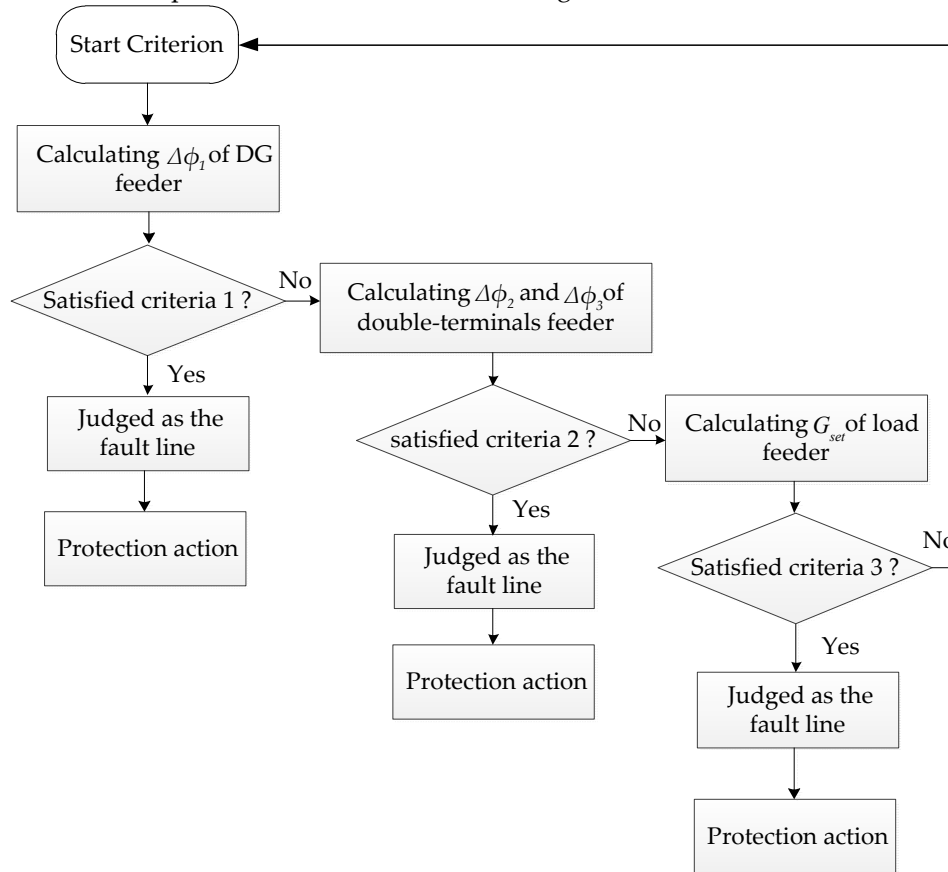 Start Criterion
Calculating Δϕ1 of DG
feeder
Satisfied criteria 1 ?
No
Yes
Judged as the
fault line
Protection action
Calculating Δϕ2 and Δϕ3 of
double-terminals feeder
satisfied criteria 2 ?
No
Yes
Judged as the
fault line
Protection action
Calculating Gset of load
feeder
Satisfied criteria 3 ?
No
Yes
Judged as the
fault line
Protection action